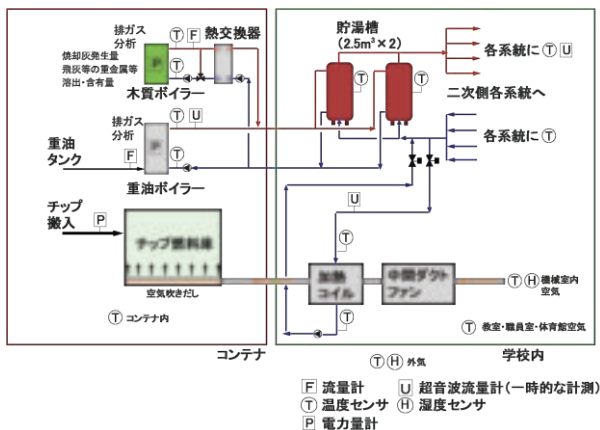 排ガス
分析
Ⓣ F 熱交換器
焼却灰発生量
飛灰等の重金属等
溶出・含有量
P
Ⓣ
木質ボイラー
貯湯槽
(2.5m³×2)
Ⓣ
Ⓣ
各系統に Ⓣ U
二次側各系統へ
各系統に Ⓣ
排ガス
分析
Ⓣ U
P
Ⓣ
重油
タンク
F
重油ボイラー
チップ
搬入
P
チップ燃料庫
空気吹きだし
Ⓣ コンテナ内
コンテナ
U
Ⓣ
加熱
コイル
中間ダクト
ファン
Ⓣ
Ⓣ Ⓗ 機械室内
空気
Ⓣ 教室・職員室・体育館空気
学校内
Ⓣ Ⓗ 外気
F 流量計
U 超音波流量計(一時的な計測)
Ⓣ 温度センサ
Ⓗ 湿度センサ
P 電力量計